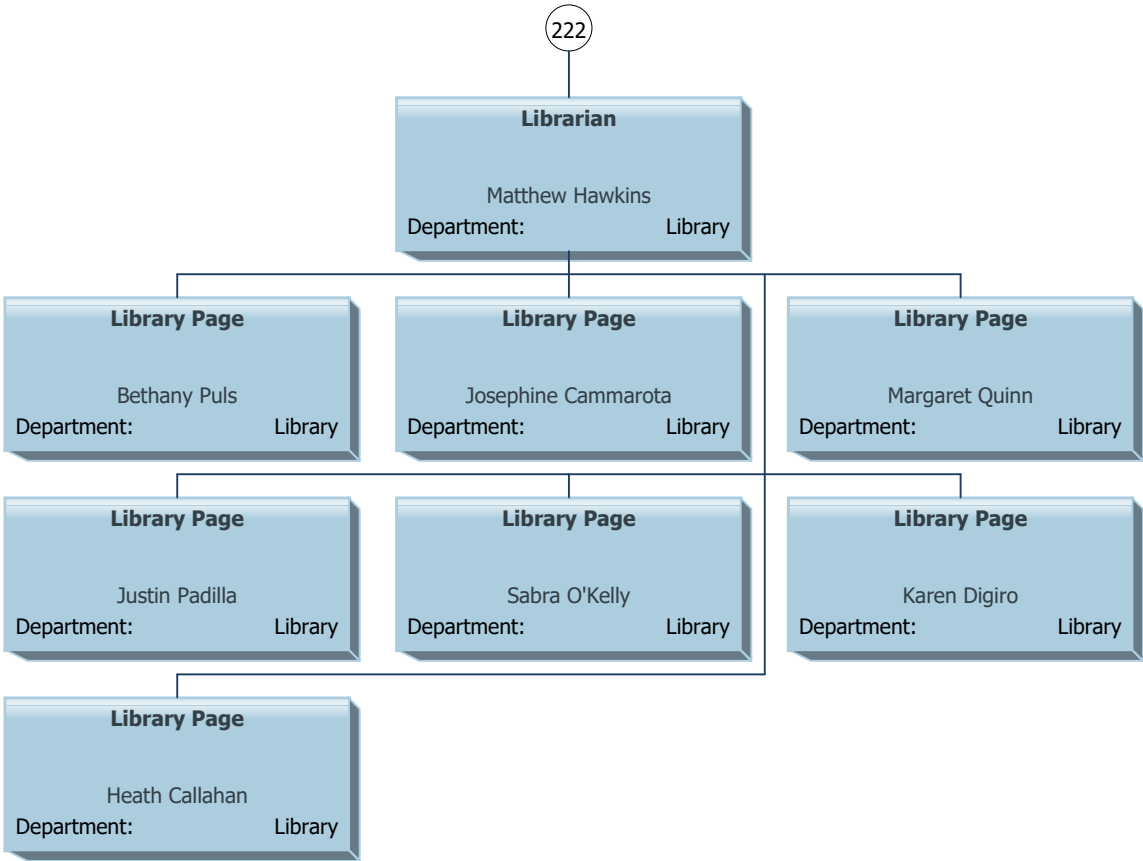 222
Librarian
Matthew Hawkins
Department: Library
Library Page
Bethany Puls
Department: Library
Library Page
Josephine Cammarota
Department: Library
Library Page
Margaret Quinn
Department: Library
Library Page
Justin Padilla
Department: Library
Library Page
Sabra O'Kelly
Department: Library
Library Page
Karen Digiro
Department: Library
Library Page
Heath Callahan
Department: Library